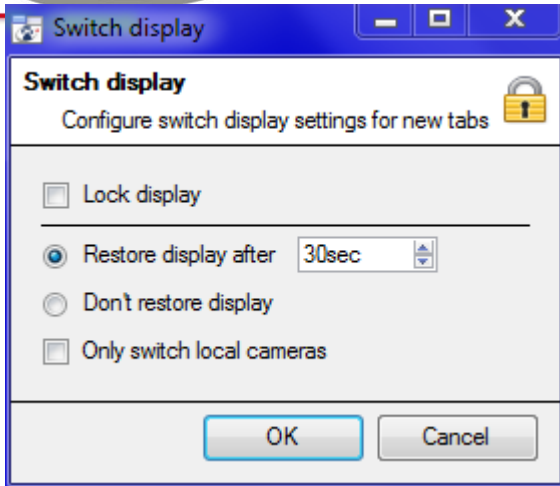 Switch display
Switch display
Configure switch display settings for new tabs
Lock display
Restore display after 30sec
Don't restore display
Only switch local cameras
OK Cancel